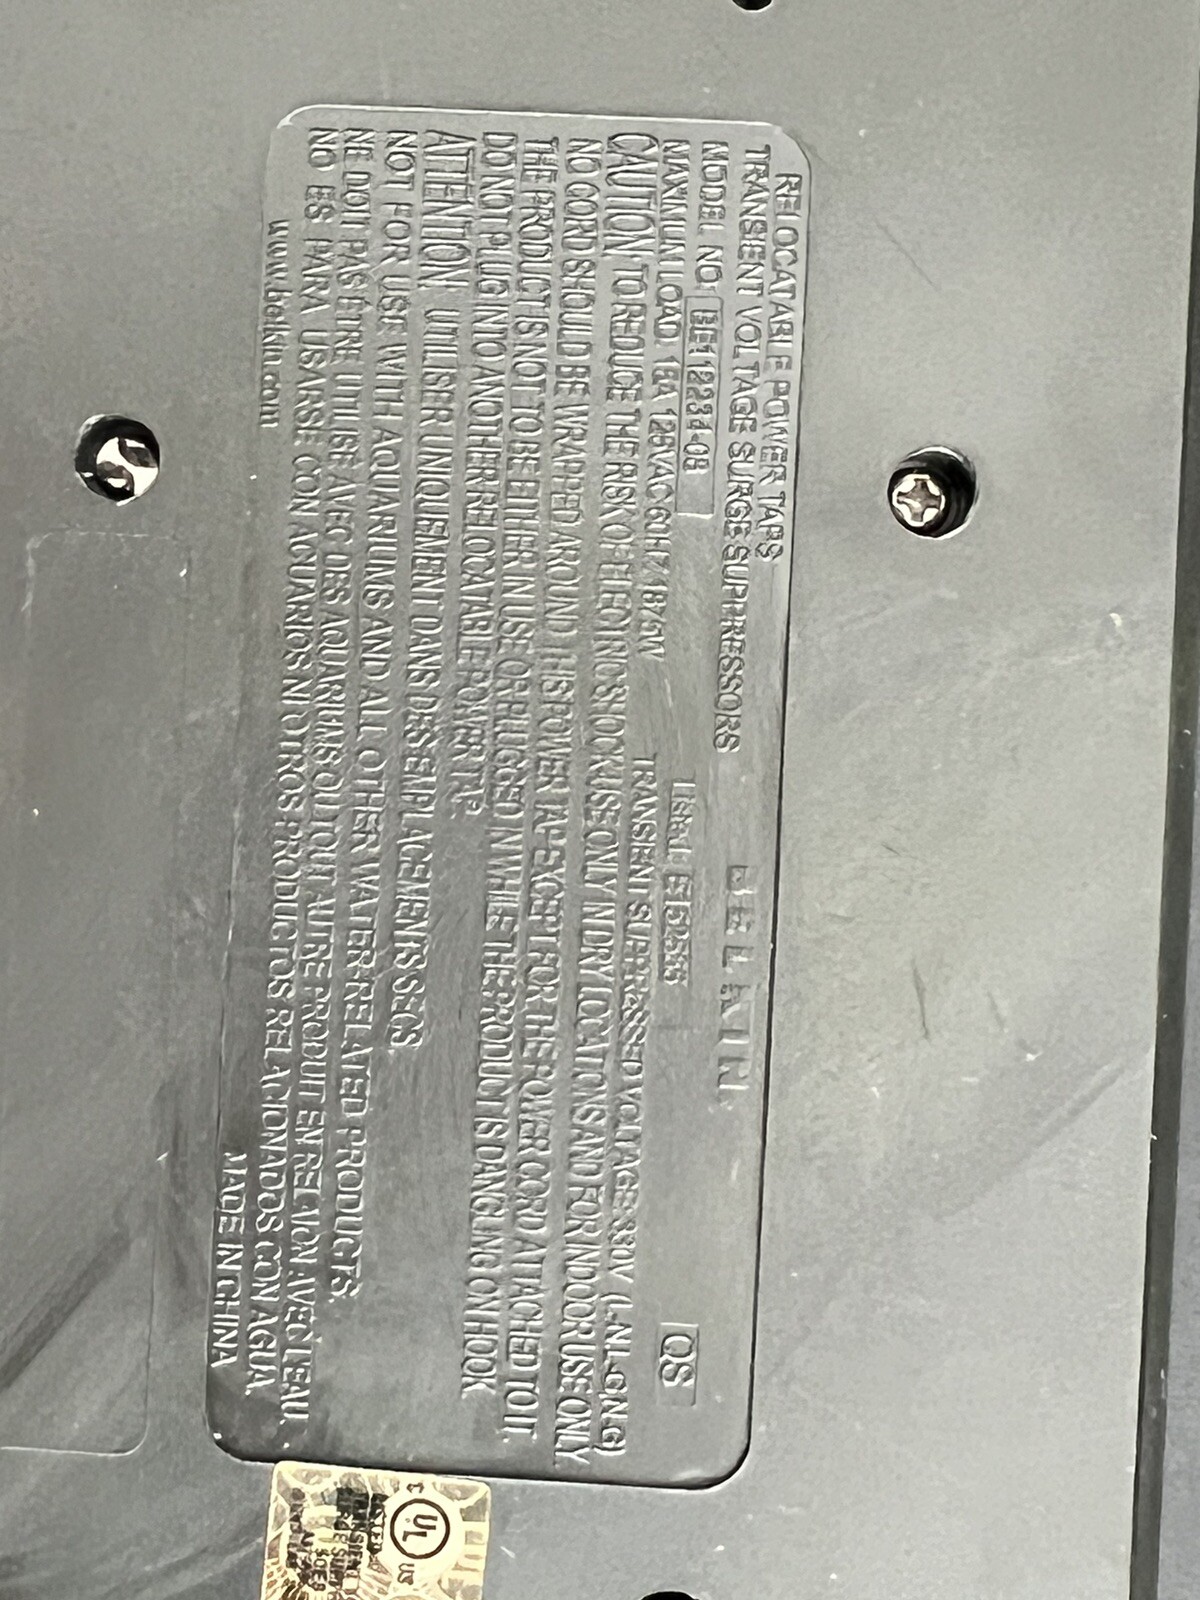 RELOCATABLE POWER TAPS
TRANSIENT VOLTAGE SURGE SUPPRESSORS
BELKIN
MODEL NO. BE112234-08
LISTED E152585
QS
MAXIMUM LOAD: 15A 125VAC 60HZ 1875W
TRANSIENT SUPPRESSED VOLTAGE: 330V (L-N,L-G,N-G)
CAUTION: TO REDUCE THE RISK OF ELECTRIC SHOCK USE ONLY IN DRY LOCATIONS AND FOR INDOOR USE ONLY
NO CORD SHOULD BE WRAPPED AROUND THIS POWER TAP EXCEPT FOR THE POWER CORD ATTACHED TO IT.
THE PRODUCT IS NOT TO BE EITHER IN USE OR PLUGGED IN WHILE THE PRODUCT IS DANGLING ON HOOK
DO NOT PLUG INTO ANOTHER RELOCATABLE POWER TAP.
ATTENTION: UTILISER UNIQUEMENT DANS DES EMPLACEMENTS SECS.
NOT FOR USE WITH AQUARIUMS AND ALL OTHER WATER-RELATED PRODUCTS.
NE DOIT PAS ÊTRE UTILISÉ AVEC DES AQUARIUMS OU TOUT AUTRE PRODUIT EN RELAION AVEC L'EAU.
NO ES PARA USARSE CON ACUARIOS NI OTROS PRODUCTOS RELACIONADOS CON AGUA.
www.belkin.com
MADE IN CHINA
UL
US
LISTED